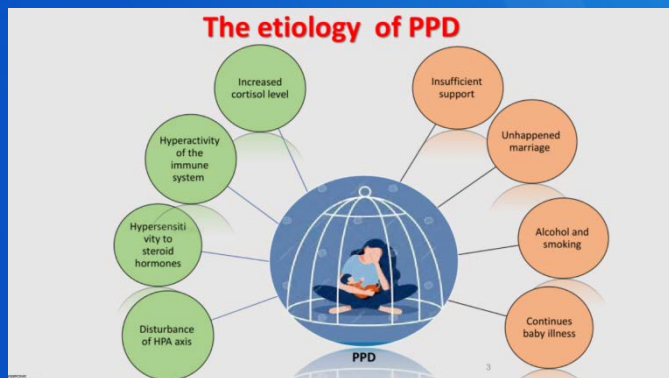 The etiology of PPD
Increased
cortisol level
Hyperactivity
of the
immune
system
Hypersensiti
vity to
steroid
hormones
Disturbance
of HPA axis
Insufficient
support
Unhappened
marriage
Alcohol and
smoking
Continues
baby illness
PPD
3